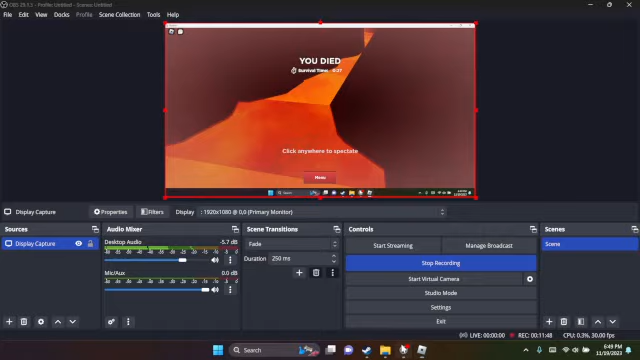 OBS 29.1.3 - Profile: Untitled - Scenes: Untitled
File Edit View Docks Profile Scene Collection Tools Help
YOU DIED
Survival Time
Click anywhere to spectate
Menu
Display Capture Properties Filters Display : 1920x1080 @ 0,0 (Primary Monitor)
Sources Audio Mixer Scene Transitions Controls Scenes
Display Capture
Desktop Audio -5.7 dB
Mic/Aux 0.0 dB
Fade
Duration 250 ms
Start Streaming Manage Broadcast
Stop Recording
Start Virtual Camera
Studio Mode
Settings
Exit
Scene
LIVE: 00:00:00 REC: 00:11:48 CPU: 0.3%, 30.00 fps
Search
6:49 PM
11/19/2023